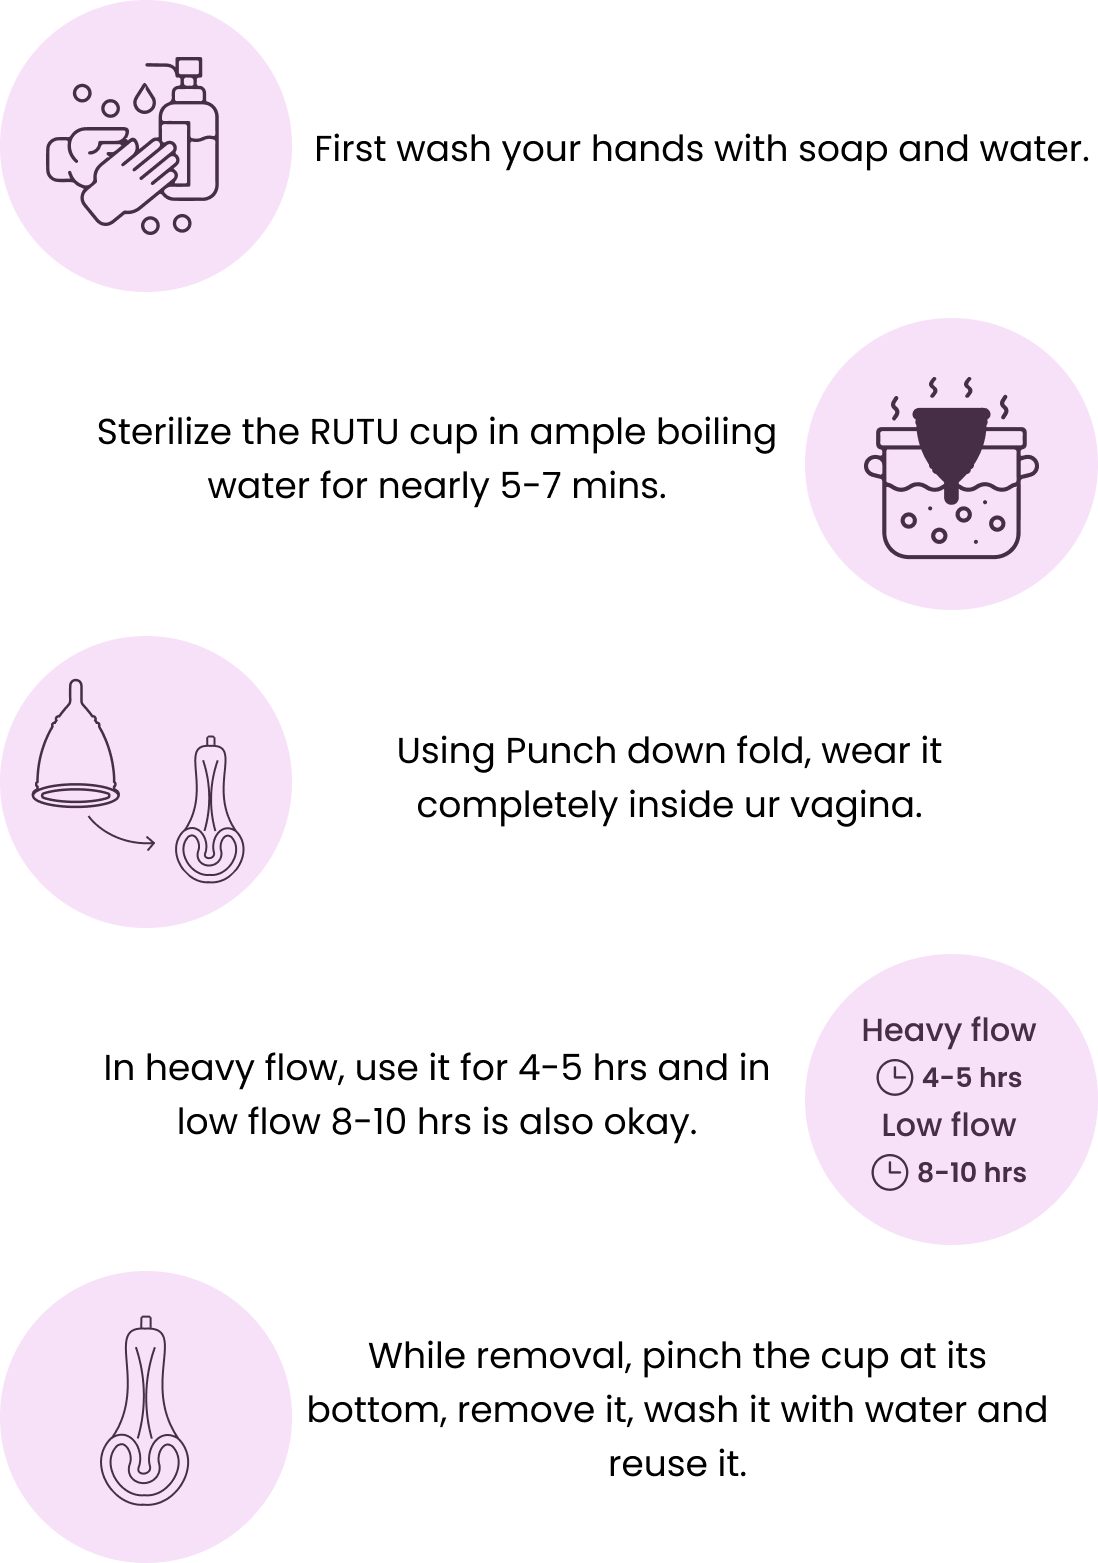 First wash your hands with soap and water.
Sterilize the RUTU cup in ample boiling
water for nearly 5-7 mins.
Using Punch down fold, wear it
completely inside ur vagina.
In heavy flow, use it for 4-5 hrs and in
low flow 8-10 hrs is also okay.
Heavy flow
4-5 hrs
Low flow
8-10 hrs
While removal, pinch the cup at its
bottom, remove it, wash it with water and
reuse it.